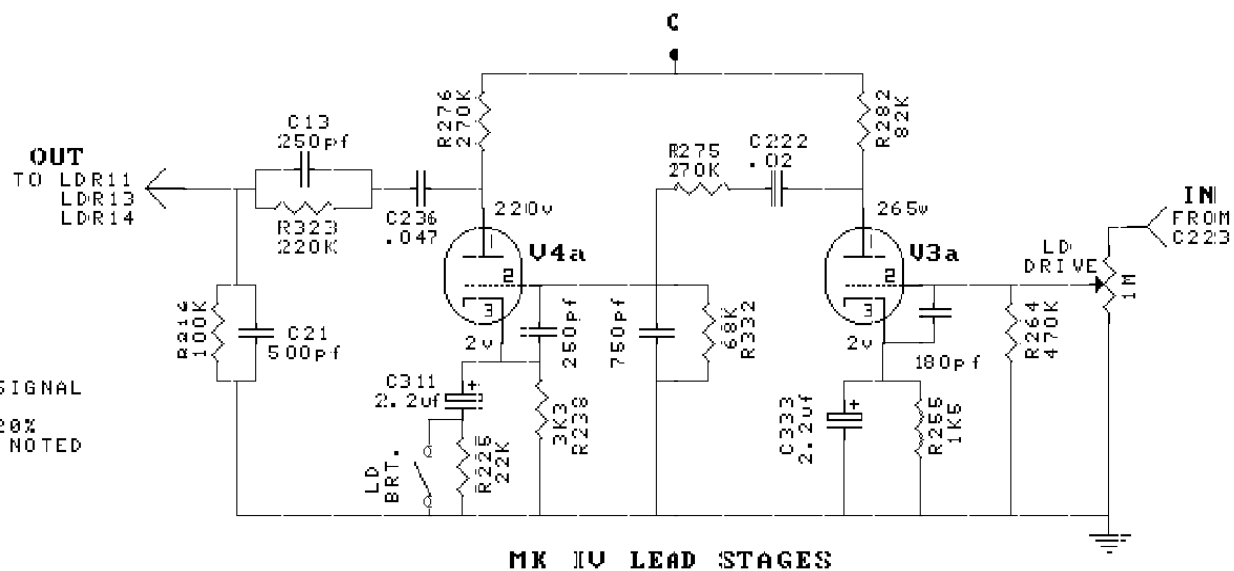 C
R276
270K
R282
82K
C13
250pf
R275
270K
C222
.02
OUT
TO LDR11
LDR13
LDR14
R323
220K
C236
.047
220v
265v
IN
FROM
C223
1
V4a
2
3
2v
1
V3a
2
3
2v
LD
DRIVE
1M
100K
C21
500pf
250pf
750pf
68K
R332
180pf
R264
470K
SIGNAL
20%
NOTED
C311
2.2uf
+
3K3
R238
C333
2.2uf
+
R255
1K5
LD
BRT.
R225
22K
MK IV LEAD STAGES